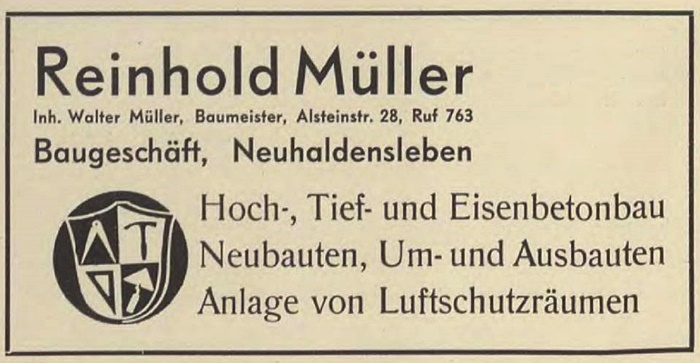 Reinhold Müller
Inh. Walter Müller, Baumeister, Alsteinstr. 28, Ruf 763
Baugeschäft, Neuhaldensleben
Hoch-, Tief- und Eisenbetonbau
Neubauten, Um- und Ausbauten
Anlage von Luftschutzräumen